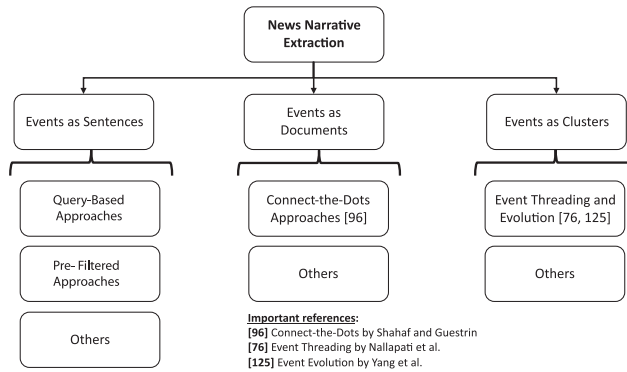 News Narrative
Extraction
Events as Sentences
Events as
Documents
Events as Clusters
Query-Based
Approaches
Pre-Filtered
Approaches
Others
Connect-the-Dots
Approaches [96]
Others
Event Threading and
Evolution [76, 125]
Others
Important references:
[96] Connect-the-Dots by Shahaf and Guestrin
[76] Event Threading by Nallapati et al.
[125] Event Evolution by Yang et al.